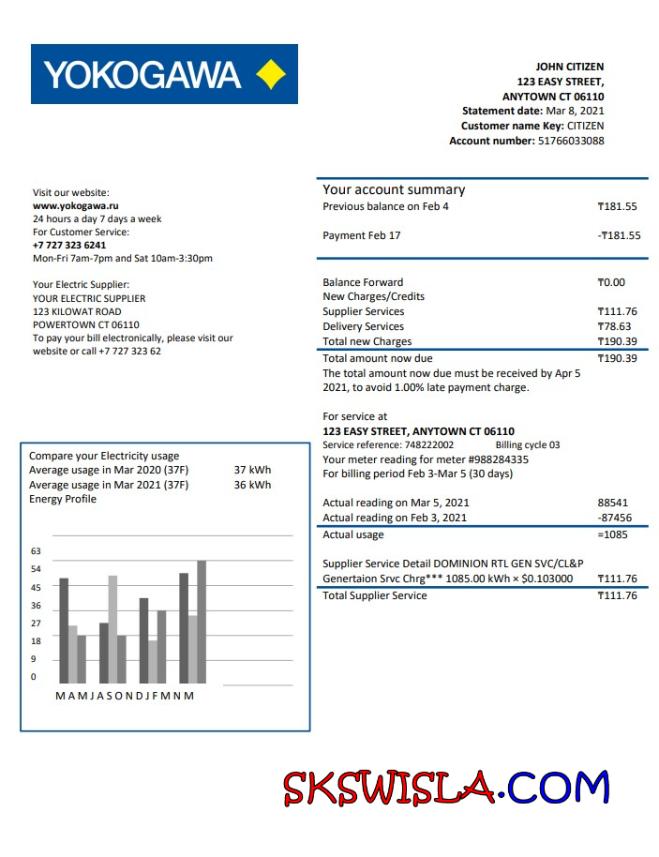 YOKOGAWA
JOHN CITIZEN
123 EASY STREET,
ANYTOWN CT 06110
Statement date: Mar 8, 2021
Customer name Key: CITIZEN
Account number: 51766033088
Visit our website:
www.yokogawa.ru
24 hours a day 7 days a week
For Customer Service:
+7 727 323 6241
Mon-Fri 7am-7pm and Sat 10am-3:30pm
Your Electric Supplier:
YOUR ELECTRIC SUPPLIER
123 KILOWAT ROAD
POWERTOWN CT 06110
To pay your bill electronically, please visit our
website or call +7 727 323 62
Your account summary
Previous balance on Feb 4 ₸181.55
Payment Feb 17 -₸181.55
Balance Forward ₸0.00
New Charges/Credits
Supplier Services ₸111.76
Delivery Services ₸78.63
Total new Charges ₸190.39
Total amount now due ₸190.39
The total amount now due must be received by Apr 5
2021, to avoid 1.00% late payment charge.
For service at
123 EASY STREET, ANYTOWN CT 06110
Service reference: 748222002 Billing cycle 03
Your meter reading for meter #988284335
For billing period Feb 3-Mar 5 (30 days)
Actual reading on Mar 5, 2021 88541
Actual reading on Feb 3, 2021 -87456
Actual usage =1085
Supplier Service Detail DOMINION RTL GEN SVC/CL&P
Genertaion Srvc Chrg*** 1085.00 kWh × $0.103000 ₸111.76
Total Supplier Service ₸111.76
Compare your Electricity usage
Average usage in Mar 2020 (37F) 37 kWh
Average usage in Mar 2021 (37F) 36 kWh
Energy Profile
63
54
45
36
27
18
9
0
M A M J A S O N D J F M N M
SKSWISLA.COM